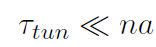 τ_{tun} ≪ na